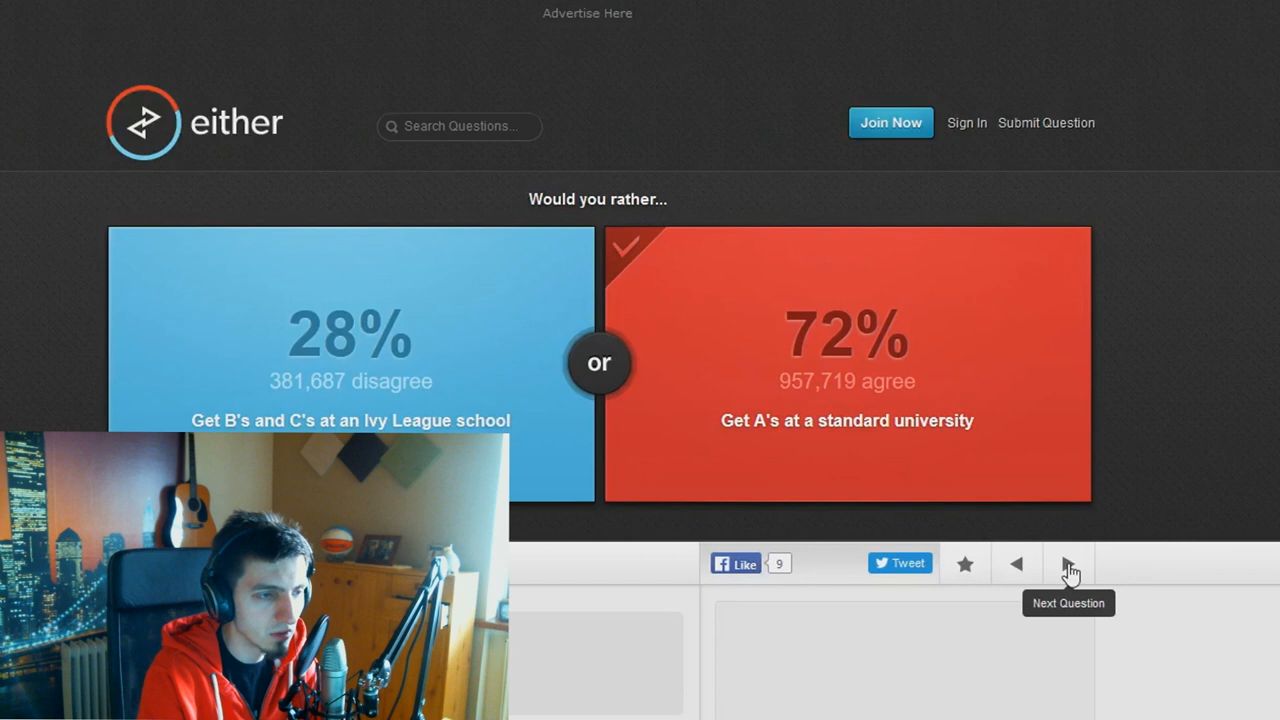 Advertise Here
either
Search Questions...
Join Now
Sign In
Submit Question
Would you rather...
28%
381,687 disagree
Get B's and C's at an Ivy League school
or
72%
957,719 agree
Get A's at a standard university
Like
9
Tweet
Next Question